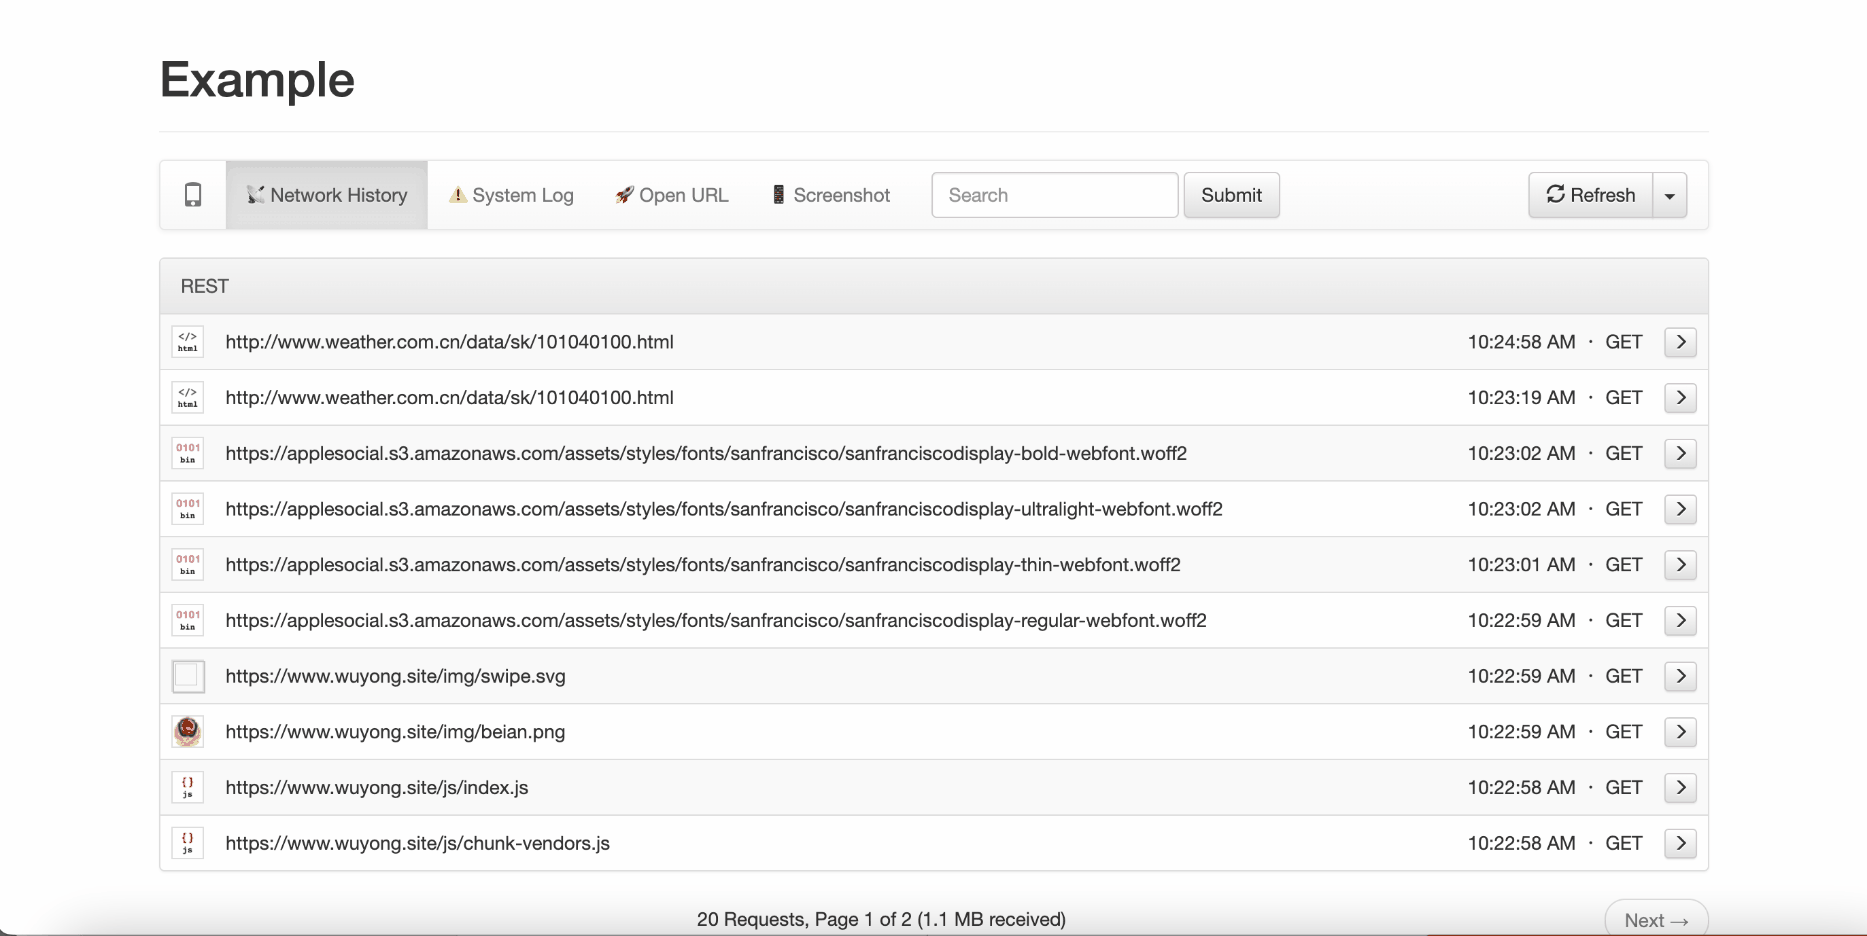 Example
Network History System Log Open URL Screenshot Search Submit Refresh
REST
</> html http://www.weather.com.cn/data/sk/101040100.html 10:24:58 AM · GET
</> html http://www.weather.com.cn/data/sk/101040100.html 10:23:19 AM · GET
0101 bin https://applesocial.s3.amazonaws.com/assets/styles/fonts/sanfrancisco/sanfranciscodisplay-bold-webfont.woff2 10:23:02 AM · GET
0101 bin https://applesocial.s3.amazonaws.com/assets/styles/fonts/sanfrancisco/sanfranciscodisplay-ultralight-webfont.woff2 10:23:02 AM · GET
0101 bin https://applesocial.s3.amazonaws.com/assets/styles/fonts/sanfrancisco/sanfranciscodisplay-thin-webfont.woff2 10:23:01 AM · GET
0101 bin https://applesocial.s3.amazonaws.com/assets/styles/fonts/sanfrancisco/sanfranciscodisplay-regular-webfont.woff2 10:22:59 AM · GET
https://www.wuyong.site/img/swipe.svg 10:22:59 AM · GET
https://www.wuyong.site/img/beian.png 10:22:59 AM · GET
{} js https://www.wuyong.site/js/index.js 10:22:58 AM · GET
{} js https://www.wuyong.site/js/chunk-vendors.js 10:22:58 AM · GET
20 Requests, Page 1 of 2 (1.1 MB received) Next →